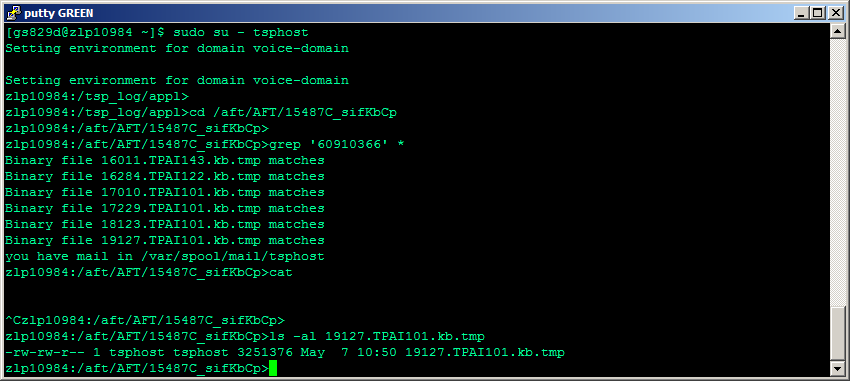 putty GREEN
[gs829d@zlp10984 ~]$ sudo su - tsphost
Setting environment for domain voice-domain
Setting environment for domain voice-domain
zlp10984:/tsp_log/appl>
zlp10984:/tsp_log/appl>cd /aft/AFT/15487C_sifKbCp
zlp10984:/aft/AFT/15487C_sifKbCp>
zlp10984:/aft/AFT/15487C_sifKbCp>grep '60910366' *
Binary file 16011.TPAI143.kb.tmp matches
Binary file 16284.TPAI122.kb.tmp matches
Binary file 17010.TPAI101.kb.tmp matches
Binary file 17229.TPAI101.kb.tmp matches
Binary file 18123.TPAI101.kb.tmp matches
Binary file 19127.TPAI101.kb.tmp matches
you have mail in /var/spool/mail/tsphost
zlp10984:/aft/AFT/15487C_sifKbCp>cat
^Czlp10984:/aft/AFT/15487C_sifKbCp>
zlp10984:/aft/AFT/15487C_sifKbCp>ls -al 19127.TPAI101.kb.tmp
-rw-rw-r-- 1 tsphost tsphost 3251376 May  7 10:50 19127.TPAI101.kb.tmp
zlp10984:/aft/AFT/15487C_sifKbCp>